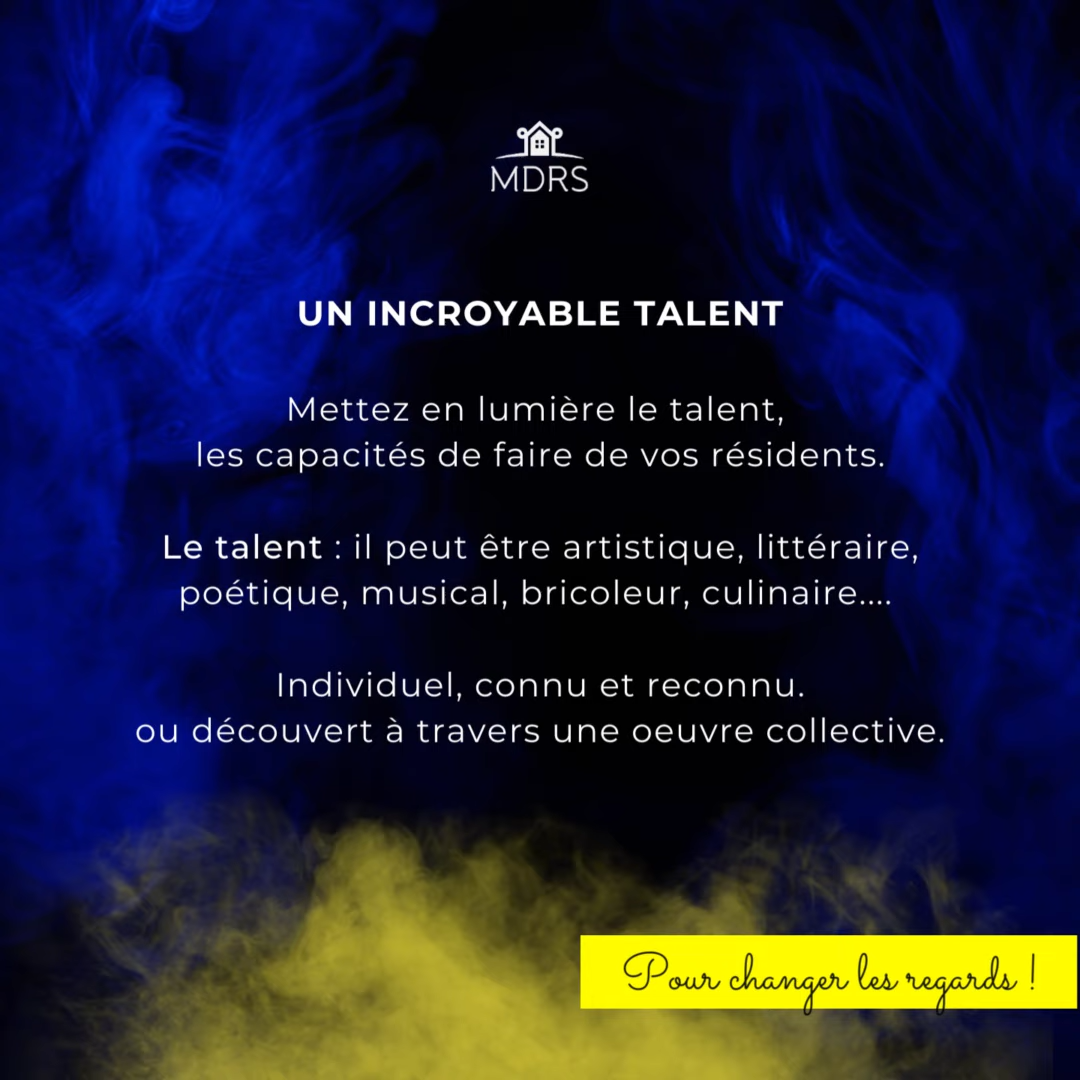 MDRS
UN INCROYABLE TALENT
Mettez en lumière le talent,
les capacités de faire de vos résidents.
Le talent : il peut être artistique, littéraire,
poétique, musical, bricoleur, culinaire....
Individuel, connu et reconnu.
ou découvert à travers une oeuvre collective.
Pour changer les regards !